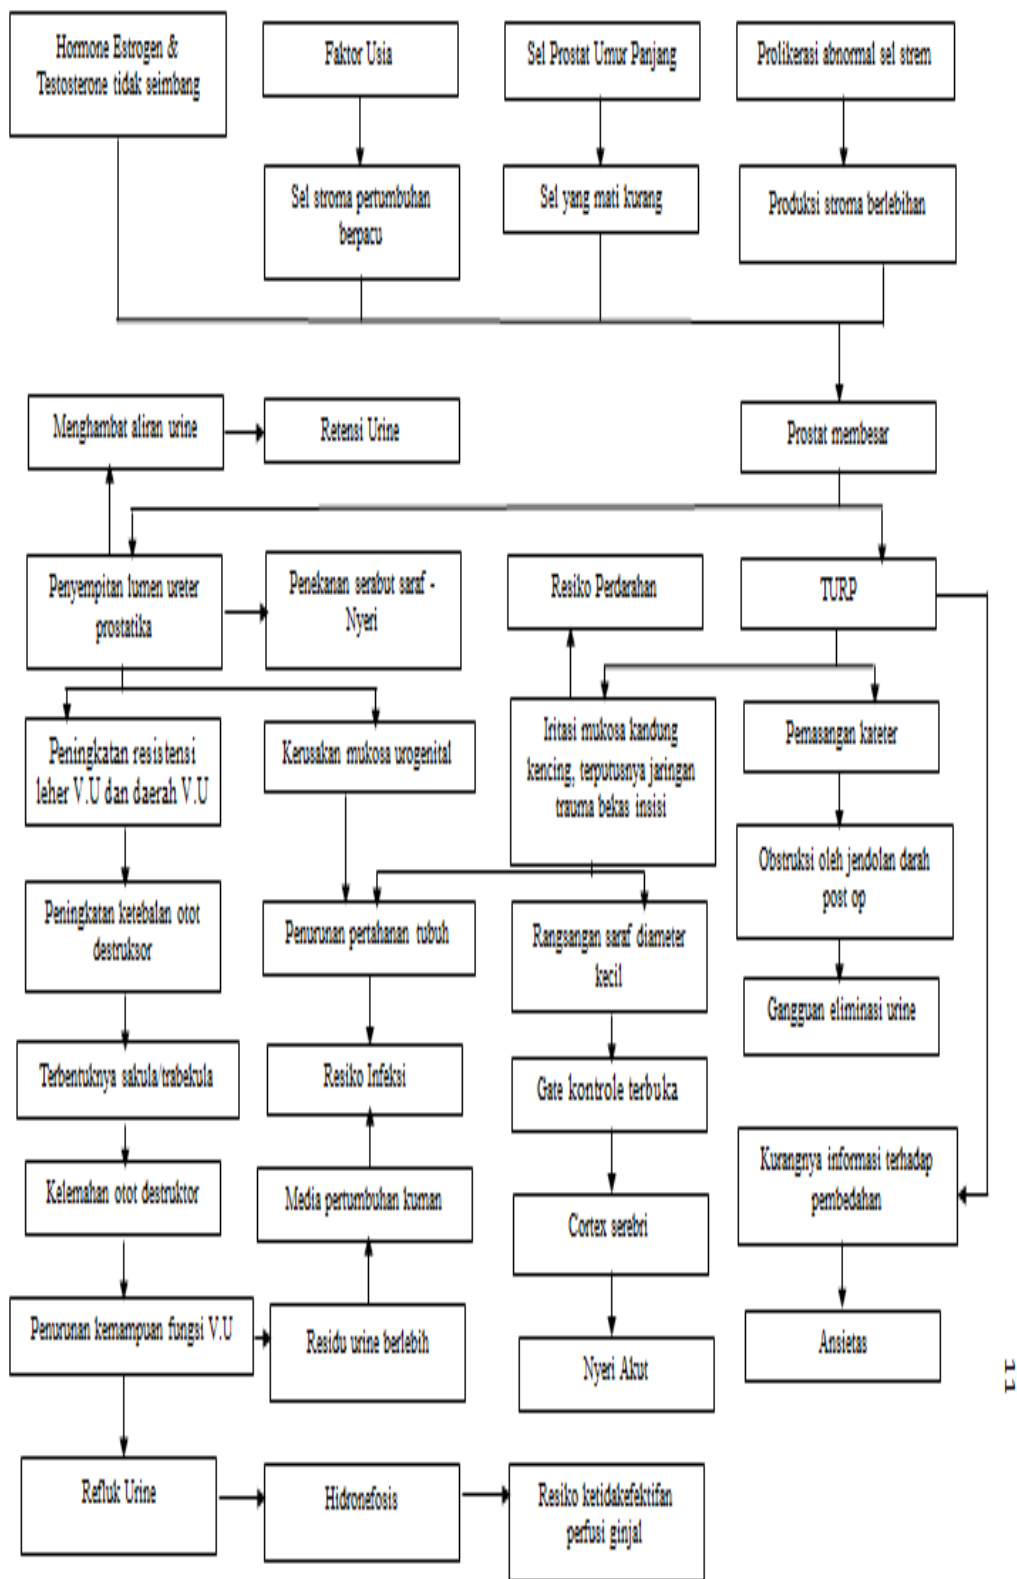 Hormone Estrogen &
Testosterone tidak seimbang
Faktor Usia
Sel Prostat Umur Panjang
Prolikerasi abnormal sel strem
Sel stroma pertumbuhan
berpacu
Sel yang mati kurang
Produksi stroma berlebihan
Menghambat aliran urine
Retensi Urine
Prostat membesar
Penyempitan lumen ureter
prostatika
Penekanan serabut saraf -
Nyeri
Resiko Perdarahan
TURP
Peningkatan resistensi
leher V.U dan daerah V.U
Kerusakan mukosa urogenital
Iritasi mukosa kandung
kencing, terputusnya jaringan
trauma bekas insisi
Pemasangan kateter
Peningkatan ketebalan otot
destruksor
Penurunan pertahanan tubuh
Rangsangan saraf diameter
kecil
Obstruksi oleh jendolan darah
post op
Gangguan eliminasi urine
Terbentuknya sakula/trabekula
Resiko Infeksi
Gate kontrole terbuka
Kurangnya informasi terhadap
pembedahan
Kelemahan otot destruktor
Media pertumbuhan kuman
Cortex serebri
Penurunan kemampuan fungsi V.U
Residu urine berlebih
Nyeri Akut
Ansietas
11
Refluk Urine
Hidronefosis
Resiko ketidakefektifan
perfusi ginjal